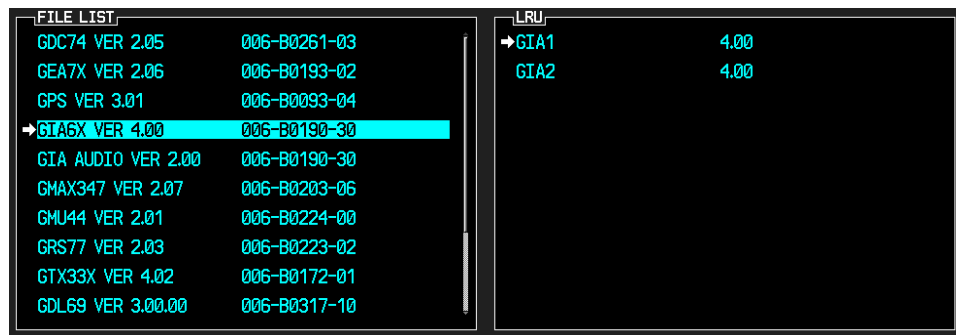 FILE LIST
GDC74 VER 2.05 006-B0261-03
GEA7X VER 2.06 006-B0193-02
GPS VER 3.01 006-B0093-04
GIA6X VER 4.00 006-B0190-30
GIA AUDIO VER 2.00 006-B0190-30
GMAX347 VER 2.07 006-B0203-06
GMU44 VER 2.01 006-B0224-00
GRS77 VER 2.03 006-B0223-02
GTX33X VER 4.02 006-B0172-01
GDL69 VER 3.00.00 006-B0317-10
LRU
GIA1 4.00
GIA2 4.00